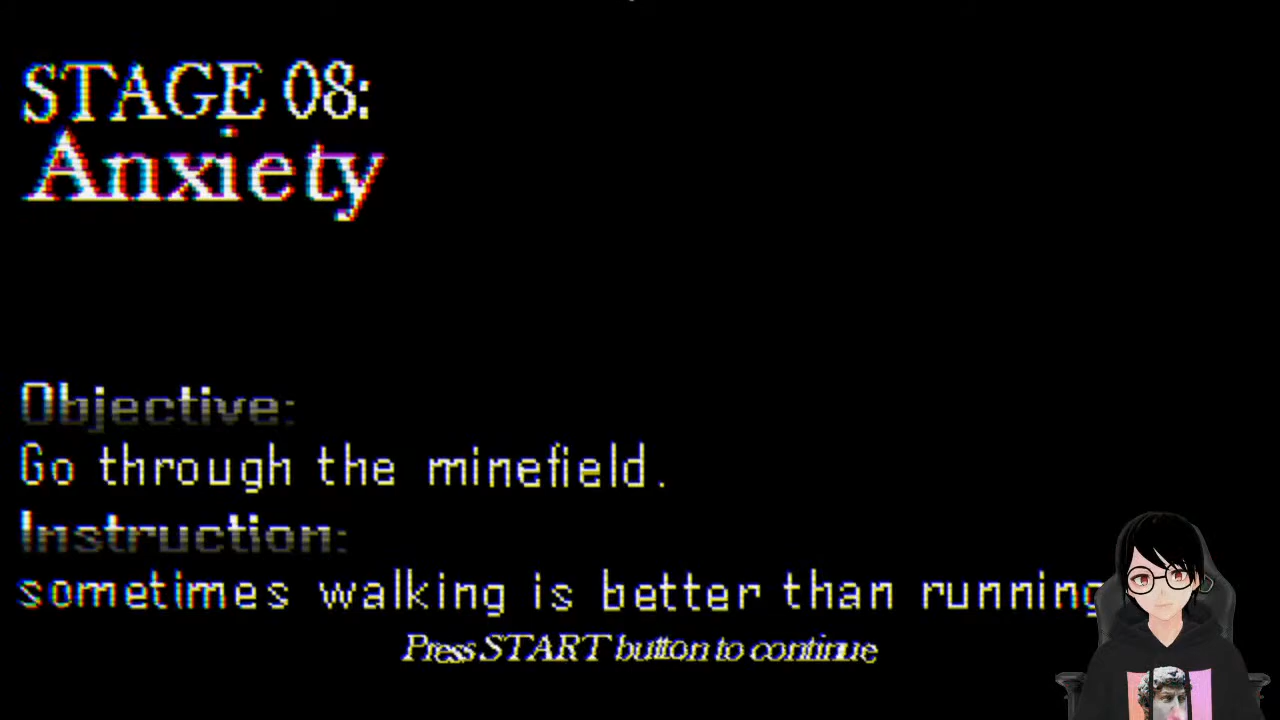 STAGE 08:
Anxiety
Objective:
Go through the minefield.
Instruction:
sometimes walking is better than running
Press START button to continue